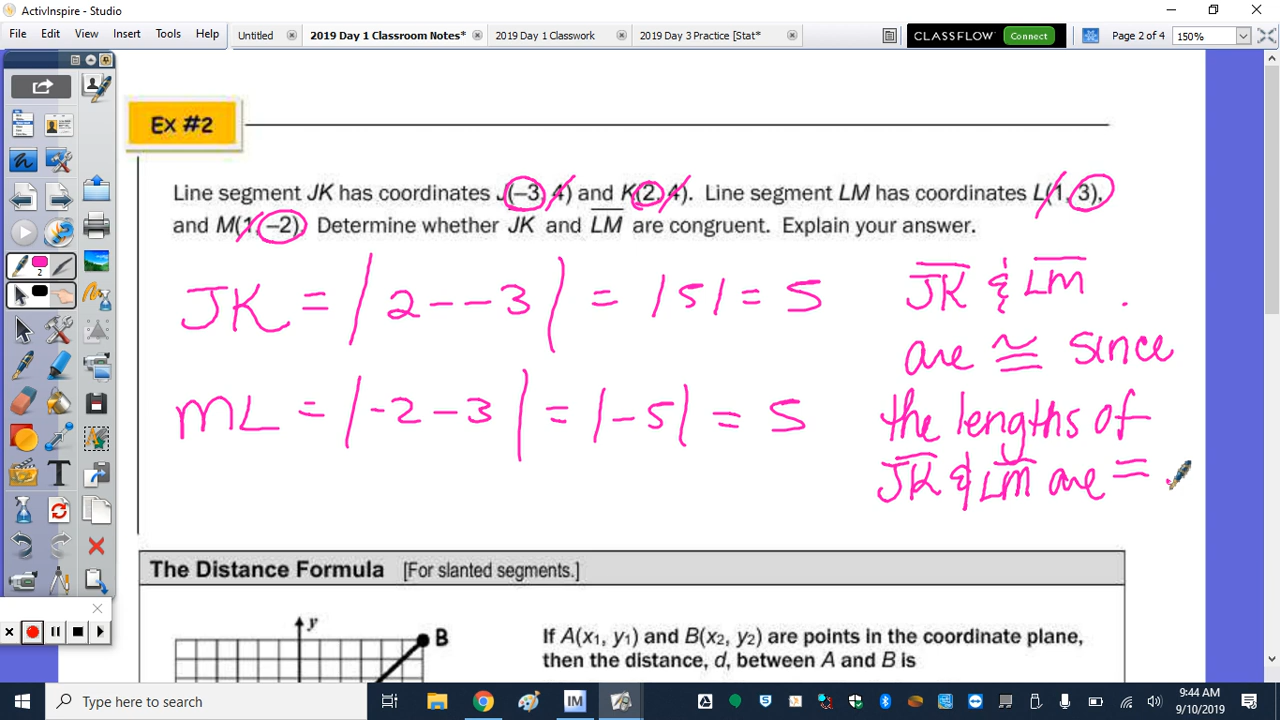 ActivInspire - Studio
File Edit View Insert Tools Help
Untitled 2019 Day 1 Classroom Notes* 2019 Day 1 Classwork 2019 Day 3 Practice [Stat* CLASSFLOW Connect Page 2 of 4 150%
2
Ex #2
Line segment JK has coordinates J(–3, 4) and K(2, 4). Line segment LM has coordinates L(1, 3),
and M(1, –2). Determine whether JK and LM are congruent. Explain your answer.
JK = | 2 - - 3 | = |5| = 5
JK & LM
are ≅ since
ML = | -2 - 3 | = |-5| = 5
the lengths of
JK & LM are =
The Distance Formula [For slanted segments.]
y
B
If A(x₁, y₁) and B(x₂, y₂) are points in the coordinate plane,
then the distance, d, between A and B is
Type here to search
IM
9:44 AM
9/10/2019